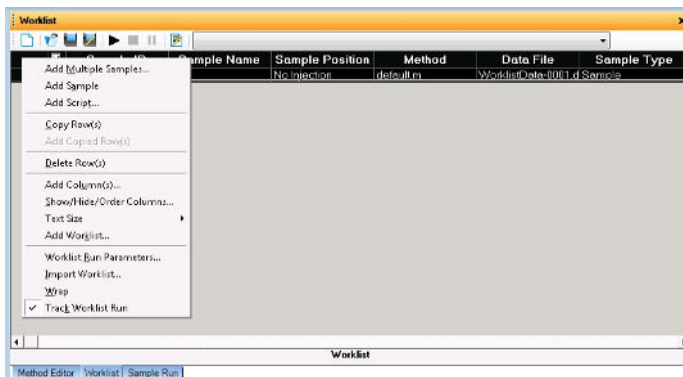 Worklist
Sample Name Sample Position Method Data File Sample Type
No Injection default.m WorklistData-0001.d Sample
Add Multiple Samples...
Add Sample
Add Script...
Copy Row(s)
Add Copied Row(s)
Delete Row(s)
Add Column(s)...
Show/Hide/Order Columns...
Text Size
Add Worklist...
Worklist Run Parameters...
Import Worklist...
Wrap
Track Worklist Run
Worklist
Method Editor Worklist Sample Run